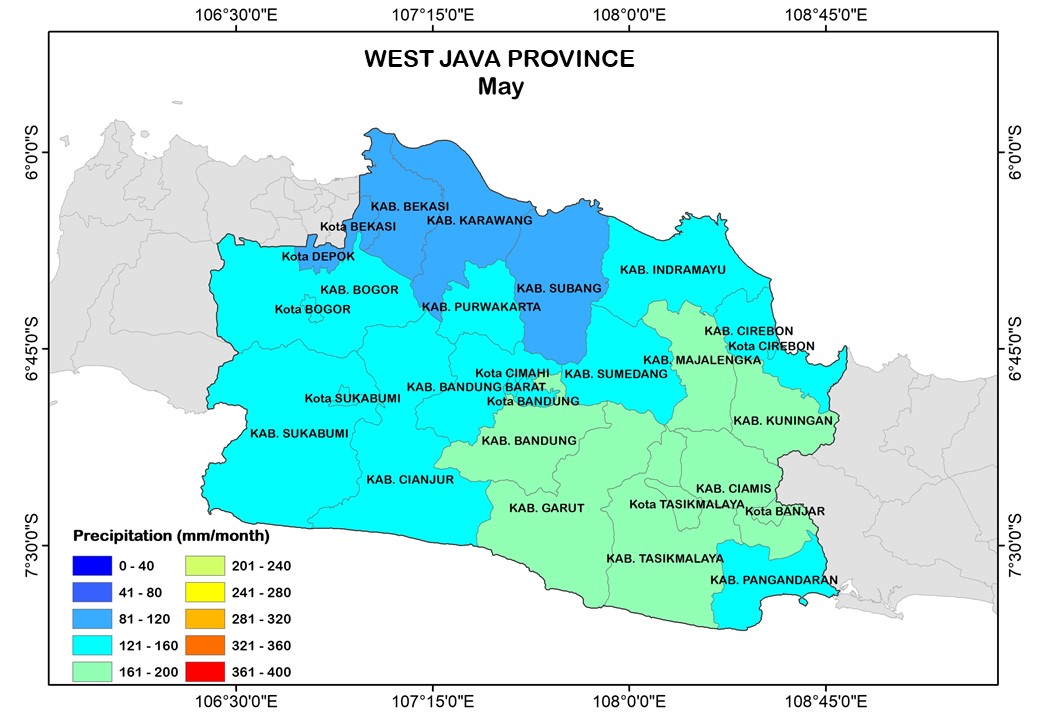 106°30'0"E 107°15'0"E 108°00'0"E 108°45'0"E
WEST JAVA PROVINCE
May
6°0'0"S 6°0'0"S
KAB. BEKASI
KAB. KARAWANG
Kota BEKASI
Kota DEPOK
KAB. INDRAMAYU
KAB. BOGOR
KAB. SUBANG
Kota BOGOR
KAB. PURWAKARTA
KAB. CIREBON
Kota CIREBON
6°45'0"S 6°45'0"S
KAB. MAJALENGKA
Kota CIMAHI
KAB. SUMEDANG
KAB. BANDUNG BARAT
Kota SUKABUMI
Kota BANDUNG
KAB. KUNINGAN
KAB. SUKABUMI
KAB. BANDUNG
KAB. CIANJUR
KAB. CIAMIS
Kota TASIKMALAYA
KAB. GARUT
Kota BANJAR
7°30'0"S 7°30'0"S
KAB. TASIKMALAYA
KAB. PANGANDARAN
Precipitation (mm/month)
0 - 40 201 - 240
41 - 80 241 - 280
81 - 120 281 - 320
121 - 160 321 - 360
161 - 200 361 - 400
106°30'0"E 107°15'0"E 108°00'0"E 108°45'0"E